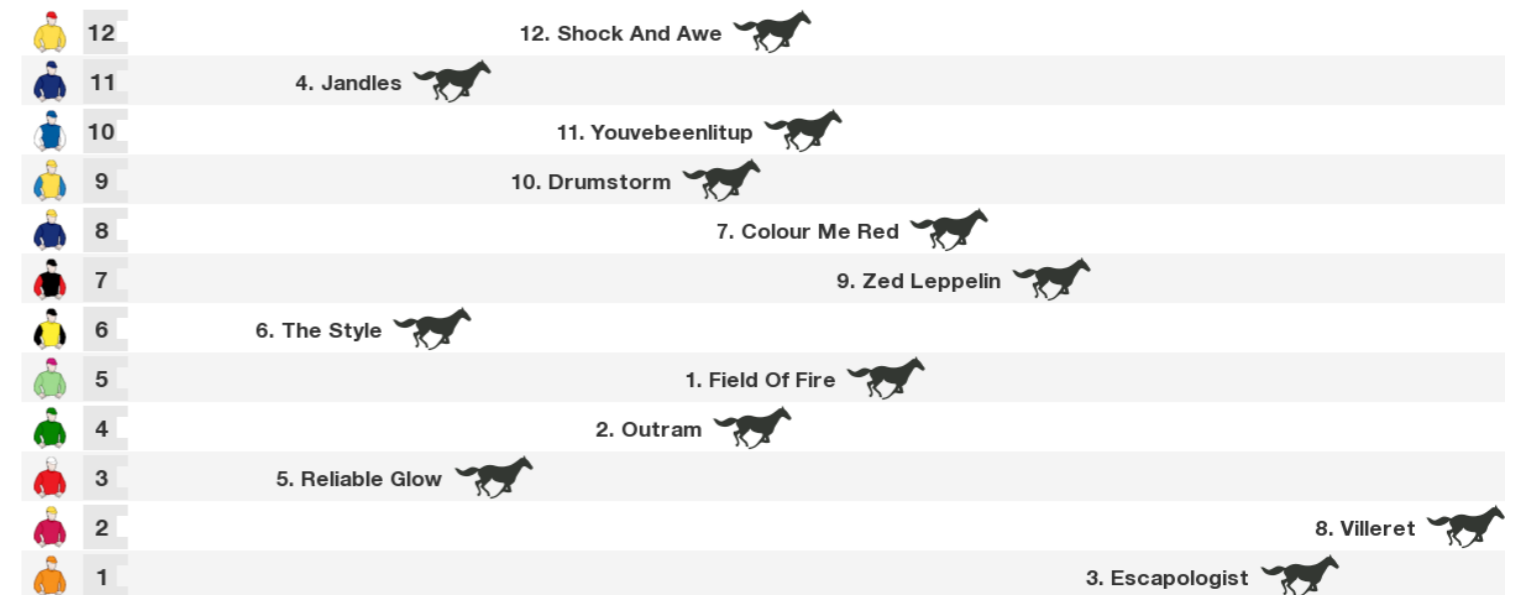 12 12. Shock And Awe
11 4. Jandles
10 11. Youvebeenlitup
9 10. Drumstorm
8 7. Colour Me Red
7 9. Zed Leppelin
6 6. The Style
5 1. Field Of Fire
4 2. Outram
3 5. Reliable Glow
2 8. Villeret
1 3. Escapologist